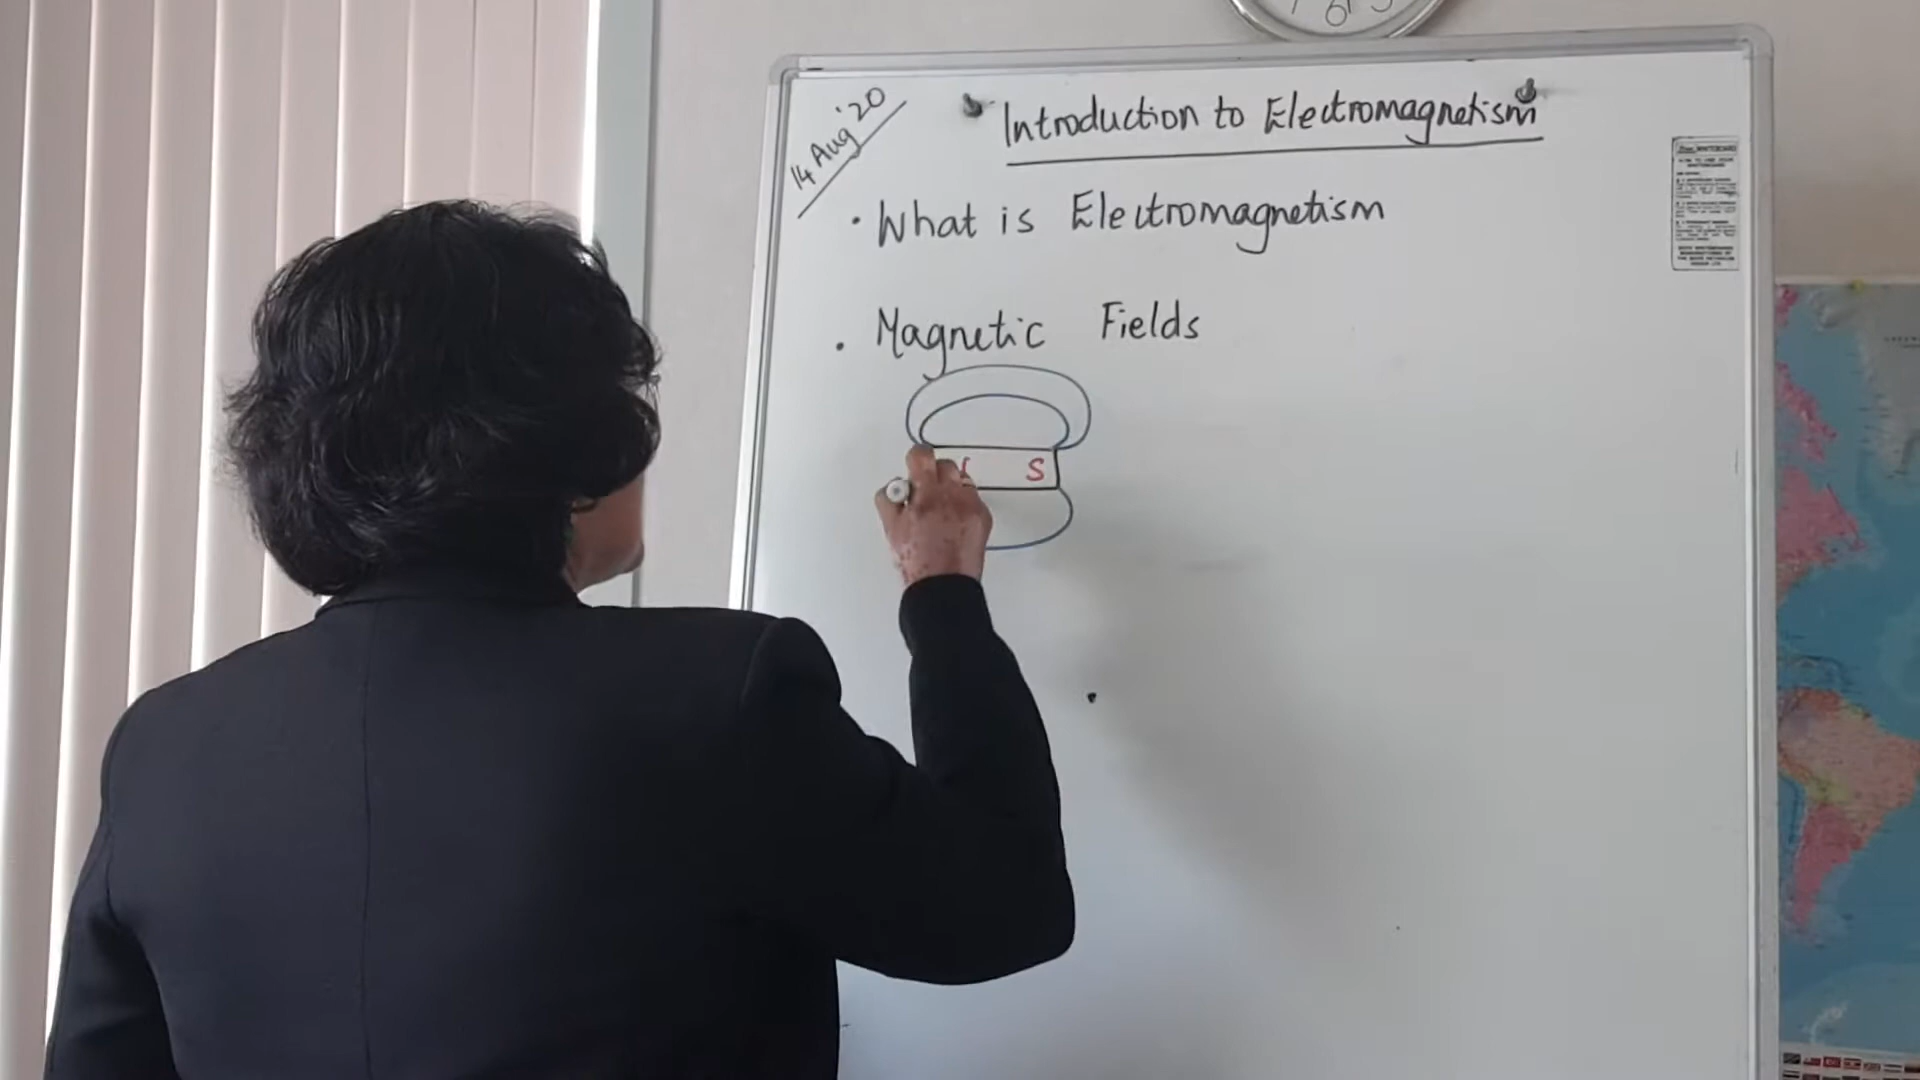 14 Aug '20
Introduction to Electromagnetism
· What is Electromagnetism
· Magnetic Fields
S